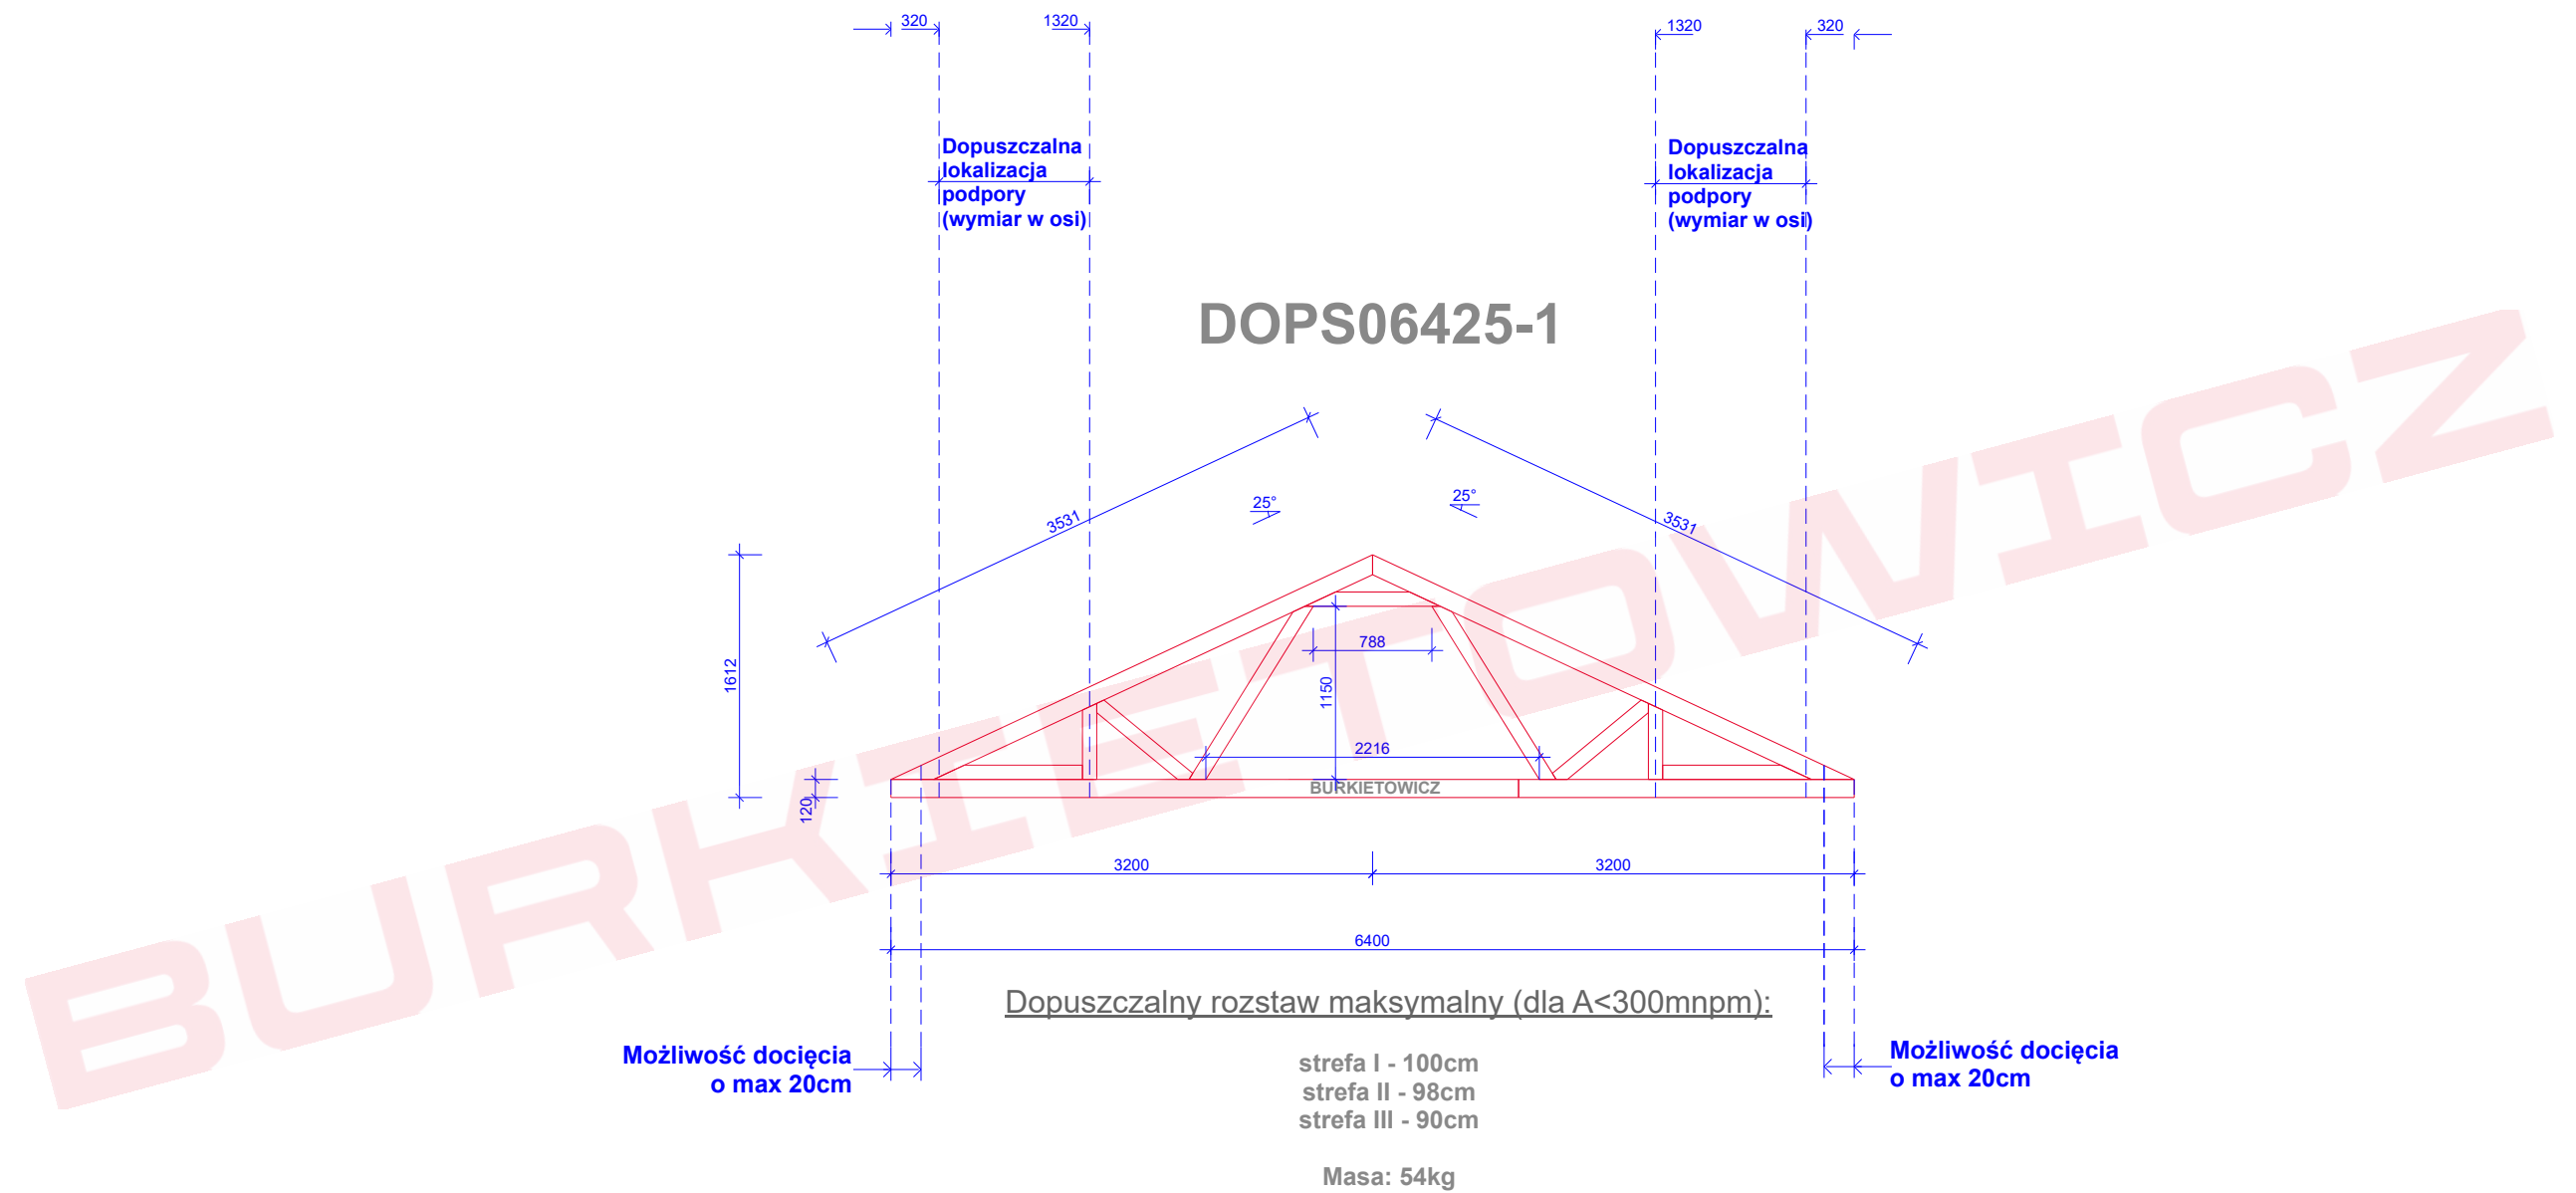 320
1320
1320
320
Dopuszczalna
lokalizacja
podpory
(wymiar w osi)
Dopuszczalna
lokalizacja
podpory
(wymiar w osi)
DOPS06425-1
25°
25°
3531
3531
1612
788
1150
2216
120
BURKIETOWICZ
BURKIETOWICZ
3200
3200
6400
Dopuszczalny rozstaw maksymalny (dla A<300mnpm):
Możliwość docięcia
o max 20cm
Możliwość docięcia
o max 20cm
strefa I - 100cm
strefa II - 98cm
strefa III - 90cm
Masa: 54kg